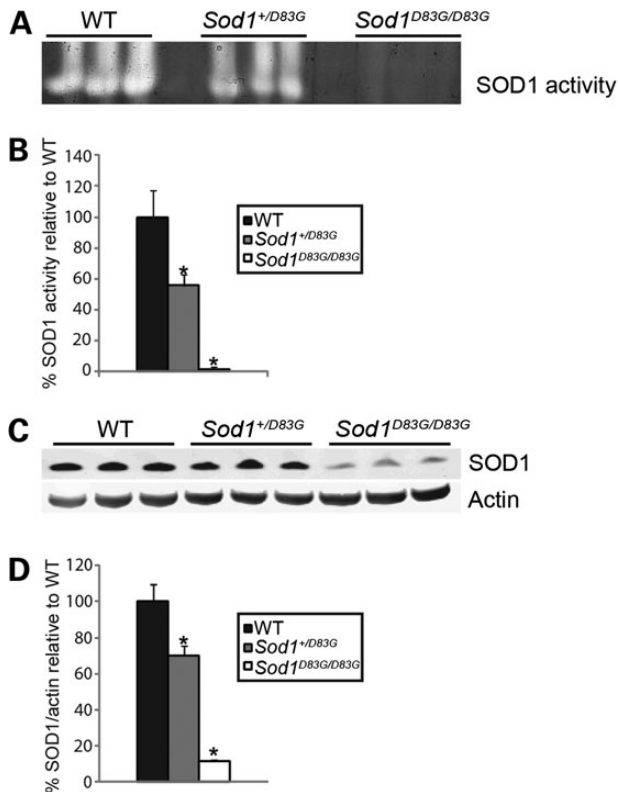 A
WT Sod1+/D83G Sod1D83G/D83G
SOD1 activity
B
% SOD1 activity relative to WT
140
120
100
80
60
40
20
0
*
*
WT
Sod1+/D83G
Sod1D83G/D83G
C
WT Sod1+/D83G Sod1D83G/D83G
SOD1
Actin
D
% SOD1/actin relative to WT
120
100
80
60
40
20
0
*
*
WT
Sod1+/D83G
Sod1D83G/D83G